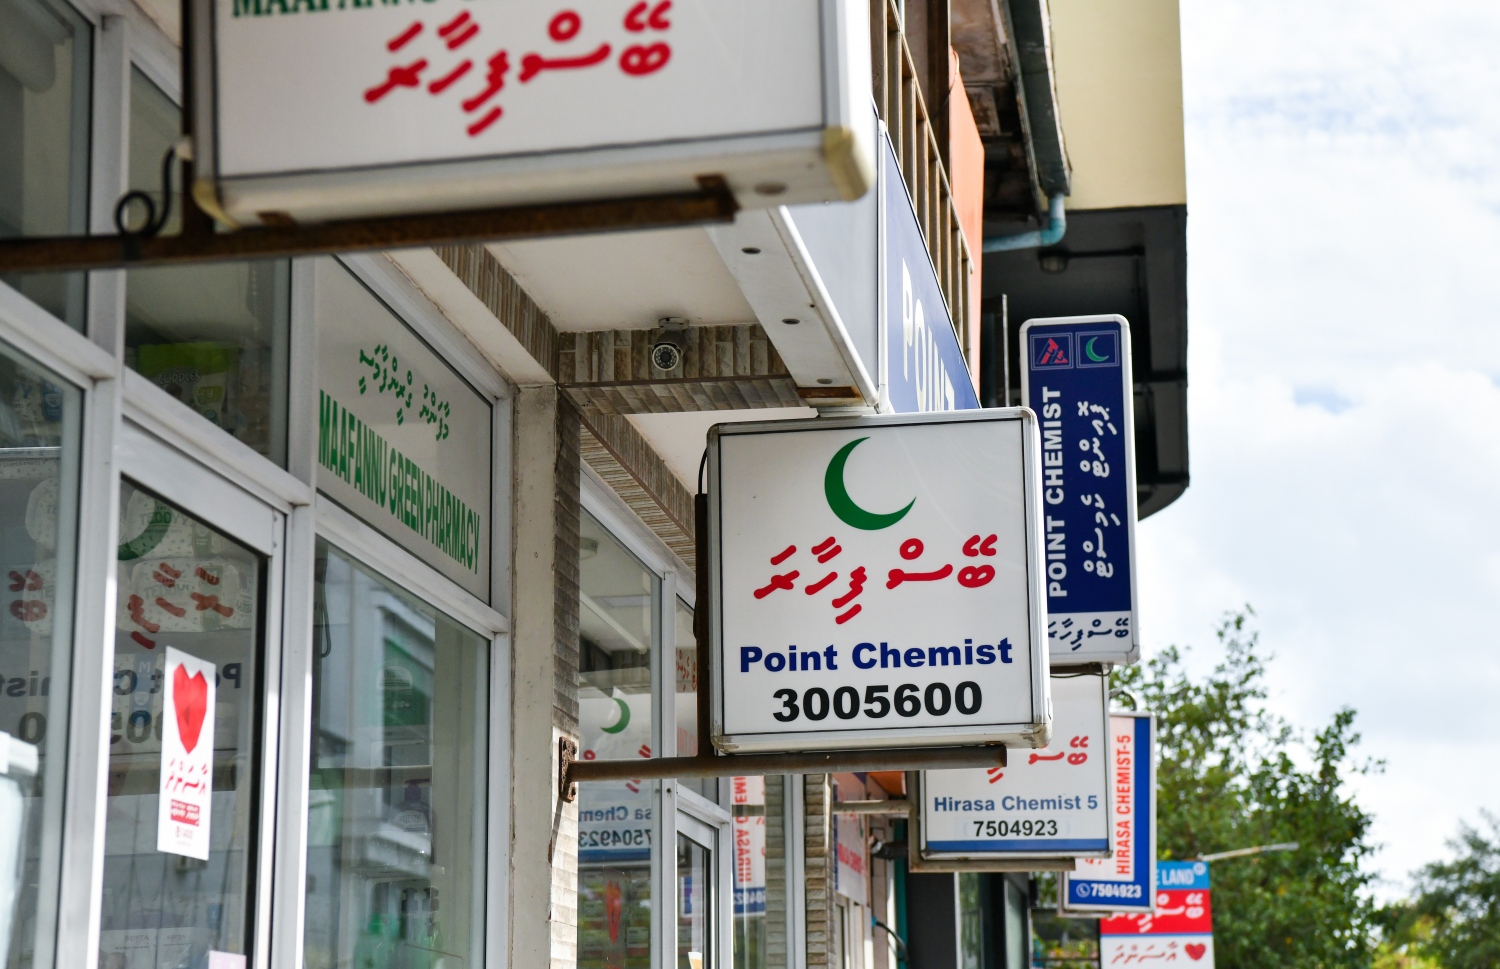 ބޭސްފިހާރަ
MAAFANNU GREEN PHARMACY
POINT
ބޭސް ފިހާރަ
Point Chemist
3005600
POINT CHEMIST
ޕޮއިންޓް ކެމިސްޓް
ބޭސްފިހާރަ
Hirasa Chemist 5
7504923
HIRASA CHEMIST-5
7504923
LAND
ބޭސްފިހާރަ
އާސަންދަ
އާސަންދަ